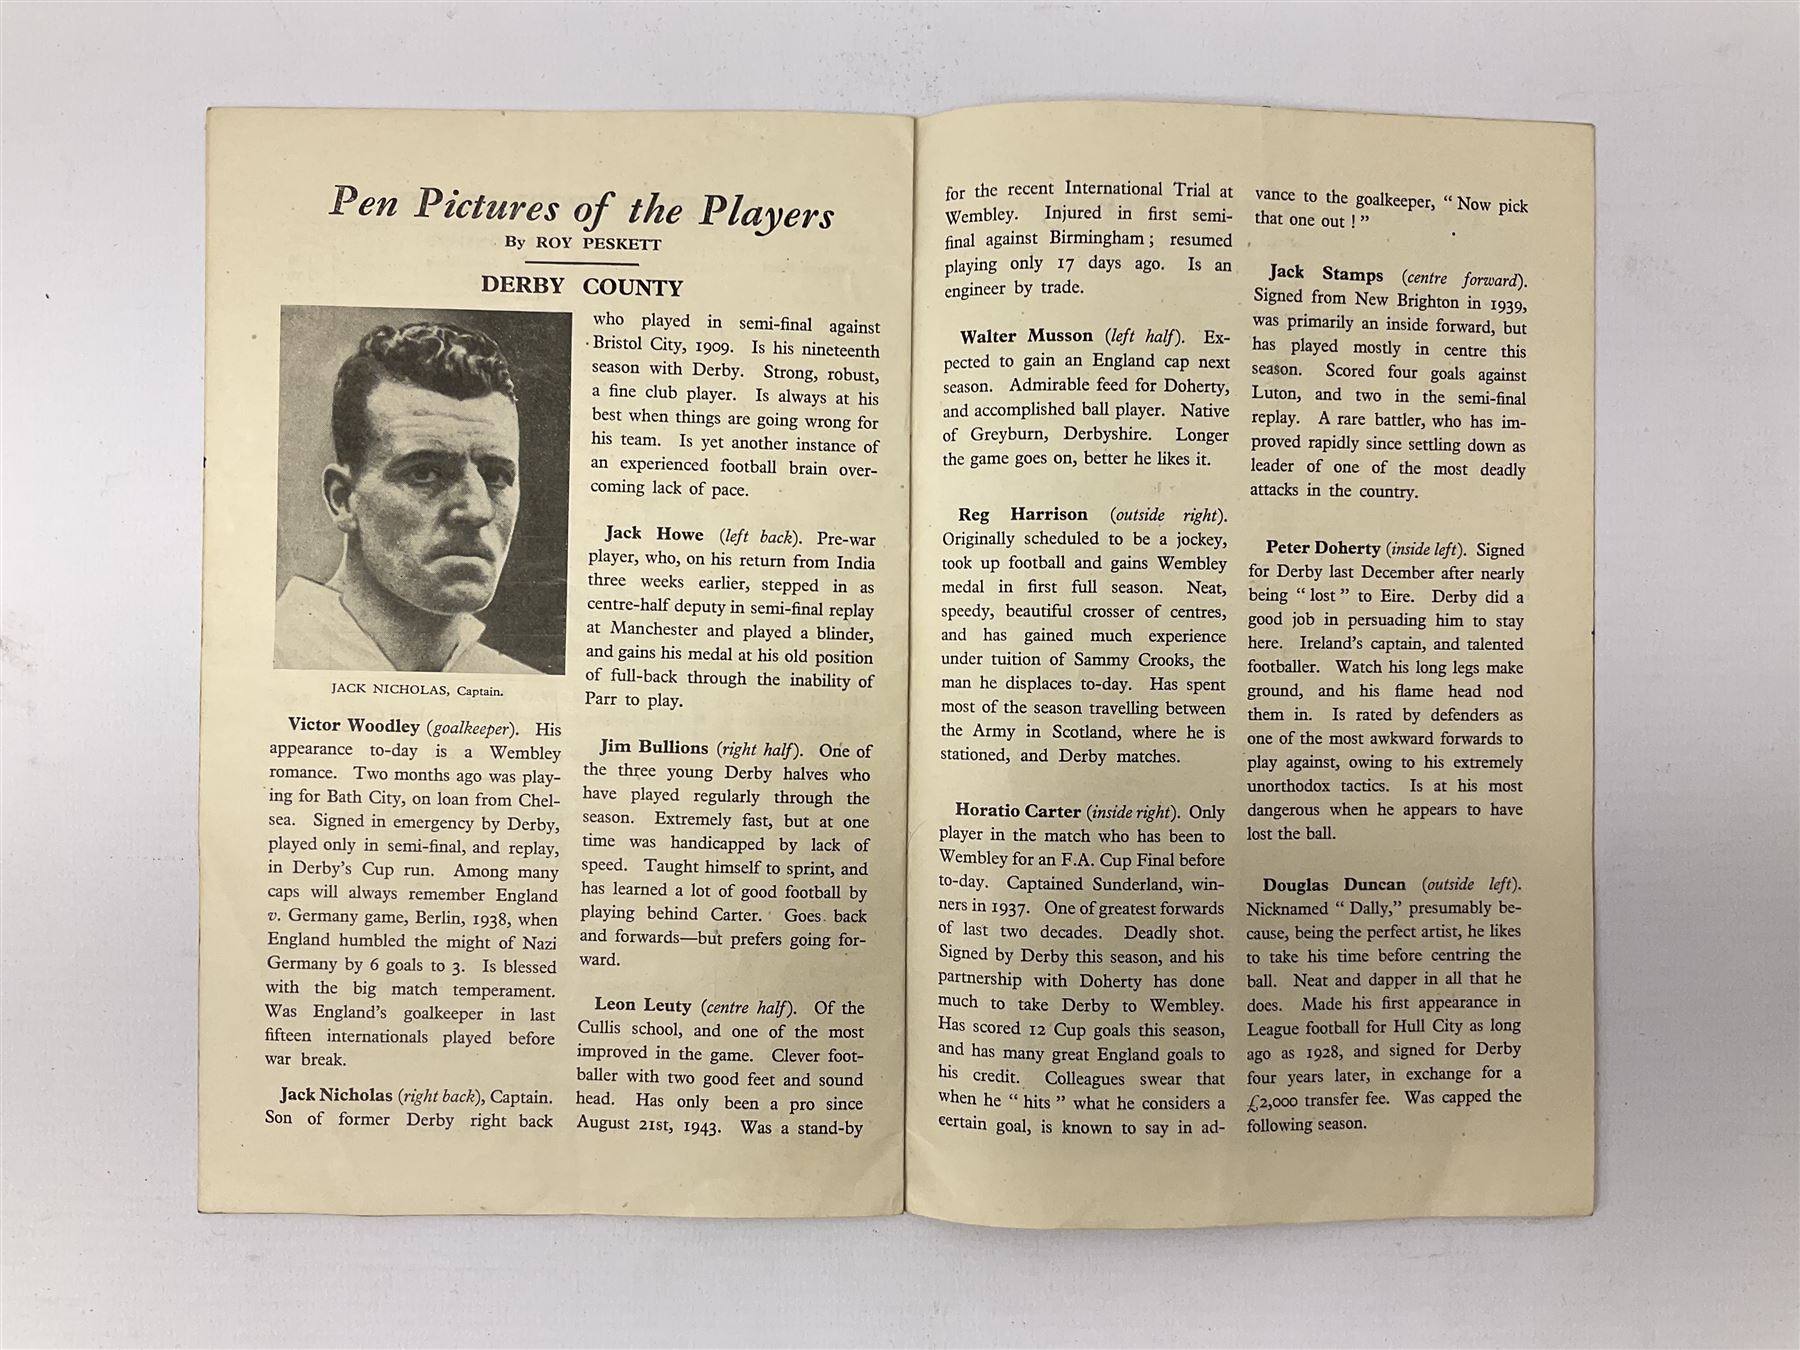 Pen Pictures of the Players
By ROY PESKETT
DERBY COUNTY
JACK NICHOLAS, Captain.
Victor Woodley (goalkeeper). His
appearance to-day is a Wembley
romance. Two months ago was play-
ing for Bath City, on loan from Chel-
sea. Signed in emergency by Derby,
played only in semi-final, and replay,
in Derby's Cup run. Among many
caps will always remember England
v. Germany game, Berlin, 1938, when
England humbled the might of Nazi
Germany by 6 goals to 3. Is blessed
with the big match temperament.
Was England's goalkeeper in last
fifteen internationals played before
war break.
Jack Nicholas (right back), Captain.
Son of former Derby right back
who played in semi-final against
Bristol City, 1909. Is his nineteenth
season with Derby. Strong, robust,
a fine club player. Is always at his
best when things are going wrong for
his team. Is yet another instance of
an experienced football brain over-
coming lack of pace.
Jack Howe (left back). Pre-war
player, who, on his return from India
three weeks earlier, stepped in as
centre-half deputy in semi-final replay
at Manchester and played a blinder,
and gains his medal at his old position
of full-back through the inability of
Parr to play.
Jim Bullions (right half). One of
the three young Derby halves who
have played regularly through the
season. Extremely fast, but at one
time was handicapped by lack of
speed. Taught himself to sprint, and
has learned a lot of good football by
playing behind Carter. Goes back
and forwards—but prefers going for-
ward.
Leon Leuty (centre half). Of the
Cullis school, and one of the most
improved in the game. Clever foot-
baller with two good feet and sound
head. Has only been a pro since
August 21st, 1943. Was a stand-by
for the recent International Trial at
Wembley. Injured in first semi-
final against Birmingham; resumed
playing only 17 days ago. Is an
engineer by trade.
Walter Musson (left half). Ex-
pected to gain an England cap next
season. Admirable feed for Doherty,
and accomplished ball player. Native
of Greyburn, Derbyshire. Longer
the game goes on, better he likes it.
Reg Harrison (outside right).
Originally scheduled to be a jockey,
took up football and gains Wembley
medal in first full season. Neat,
speedy, beautiful crosser of centres,
and has gained much experience
under tuition of Sammy Crooks, the
man he displaces to-day. Has spent
most of the season travelling between
the Army in Scotland, where he is
stationed, and Derby matches.
Horatio Carter (inside right). Only
player in the match who has been to
Wembley for an F.A. Cup Final before
to-day. Captained Sunderland, win-
ners in 1937. One of greatest forwards
of last two decades. Deadly shot.
Signed by Derby this season, and his
partnership with Doherty has done
much to take Derby to Wembley.
Has scored 12 Cup goals this season,
and has many great England goals to
his credit. Colleagues swear that
when he "hits" what he considers a
certain goal, is known to say in ad-
vance to the goalkeeper, "Now pick
that one out!"
Jack Stamps (centre forward).
Signed from New Brighton in 1939,
was primarily an inside forward, but
has played mostly in centre this
season. Scored four goals against
Luton, and two in the semi-final
replay. A rare battler, who has im-
proved rapidly since settling down as
leader of one of the most deadly
attacks in the country.
Peter Doherty (inside left). Signed
for Derby last December after nearly
being "lost" to Eire. Derby did a
good job in persuading him to stay
here. Ireland's captain, and talented
footballer. Watch his long legs make
ground, and his flame head nod
them in. Is rated by defenders as
one of the most awkward forwards to
play against, owing to his extremely
unorthodox tactics. Is at his most
dangerous when he appears to have
lost the ball.
Douglas Duncan (outside left).
Nicknamed "Dally," presumably be-
cause, being the perfect artist, he likes
to take his time before centring the
ball. Neat and dapper in all that he
does. Made his first appearance in
League football for Hull City as long
ago as 1928, and signed for Derby
four years later, in exchange for a
£2,000 transfer fee. Was capped the
following season.